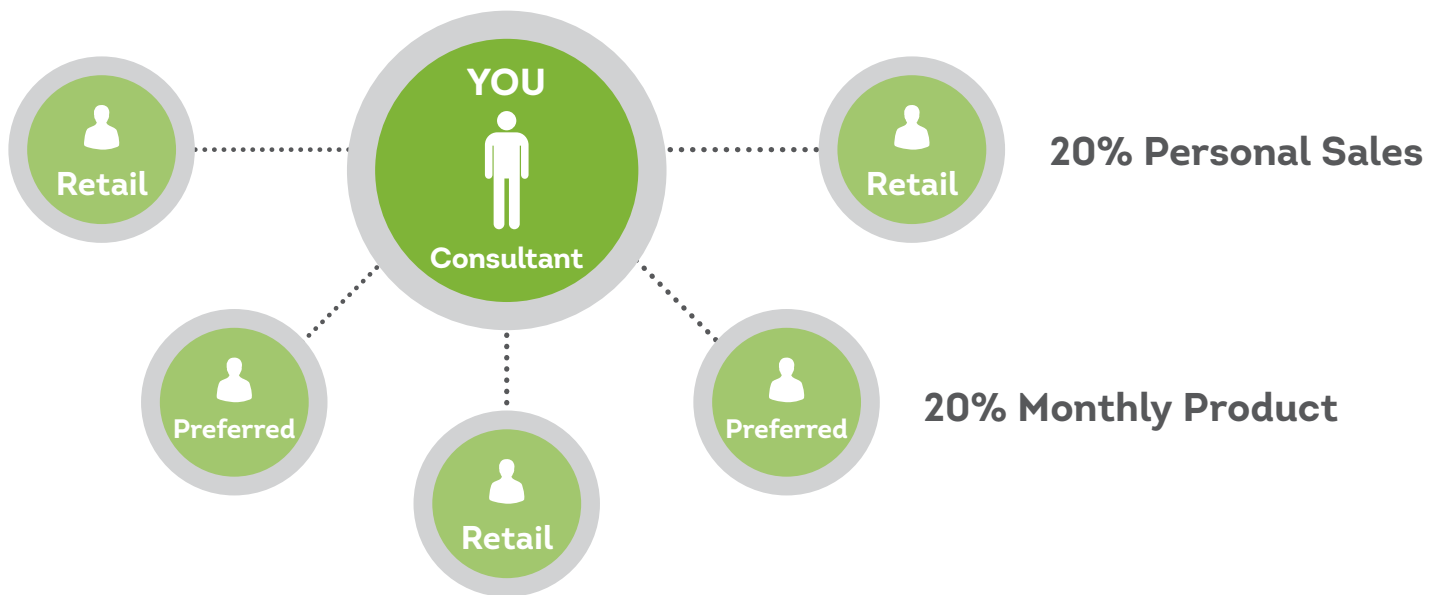 YOU
Consultant
Retail
Retail
20% Personal Sales
Preferred
Preferred
20% Monthly Product
Retail